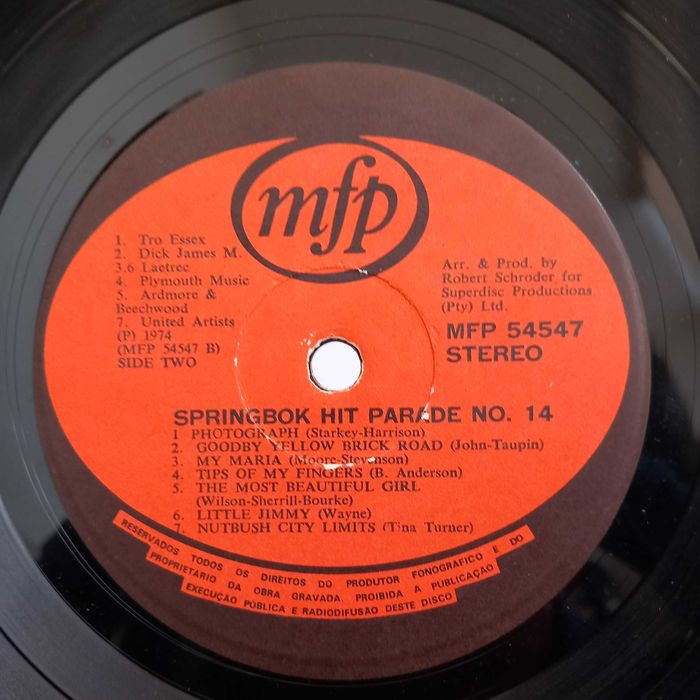 mfp
1. Tro Essex
2. Dick James M.
3.6 Laetrec
4. Plymouth Music
5. Ardmore &
Beechwood
7. United Artists
(P) 1974
(MFP 54547 B)
SIDE TWO
Arr. & Prod. by
Robert Schroder for
Superdisc Productions
(Pty) Ltd.
MFP 54547
STEREO
SPRINGBOK HIT PARADE NO. 14
1 PHOTOGRAPH (Starkey-Harrison)
2. GOODBY YELLOW BRICK ROAD (John-Taupin)
3. MY MARIA (Moore-Stevenson)
4. TIPS OF MY FINGERS (B. Anderson)
5. THE MOST BEAUTIFUL GIRL
(Wilson-Sherrill-Bourke)
6. LITTLE JIMMY (Wayne)
7. NUTBUSH CITY LIMITS (Tina Turner)
RESERVADOS TODOS OS DIREITOS DO PRODUTOR FONOGRAFICO E DO
PROPRIETÁRIO DA OBRA GRAVADA. PROIBIDA A PUBLICAÇÃO
EXECUÇÃO PÚBLICA E RADIODIFUSÃO DESTE DISCO